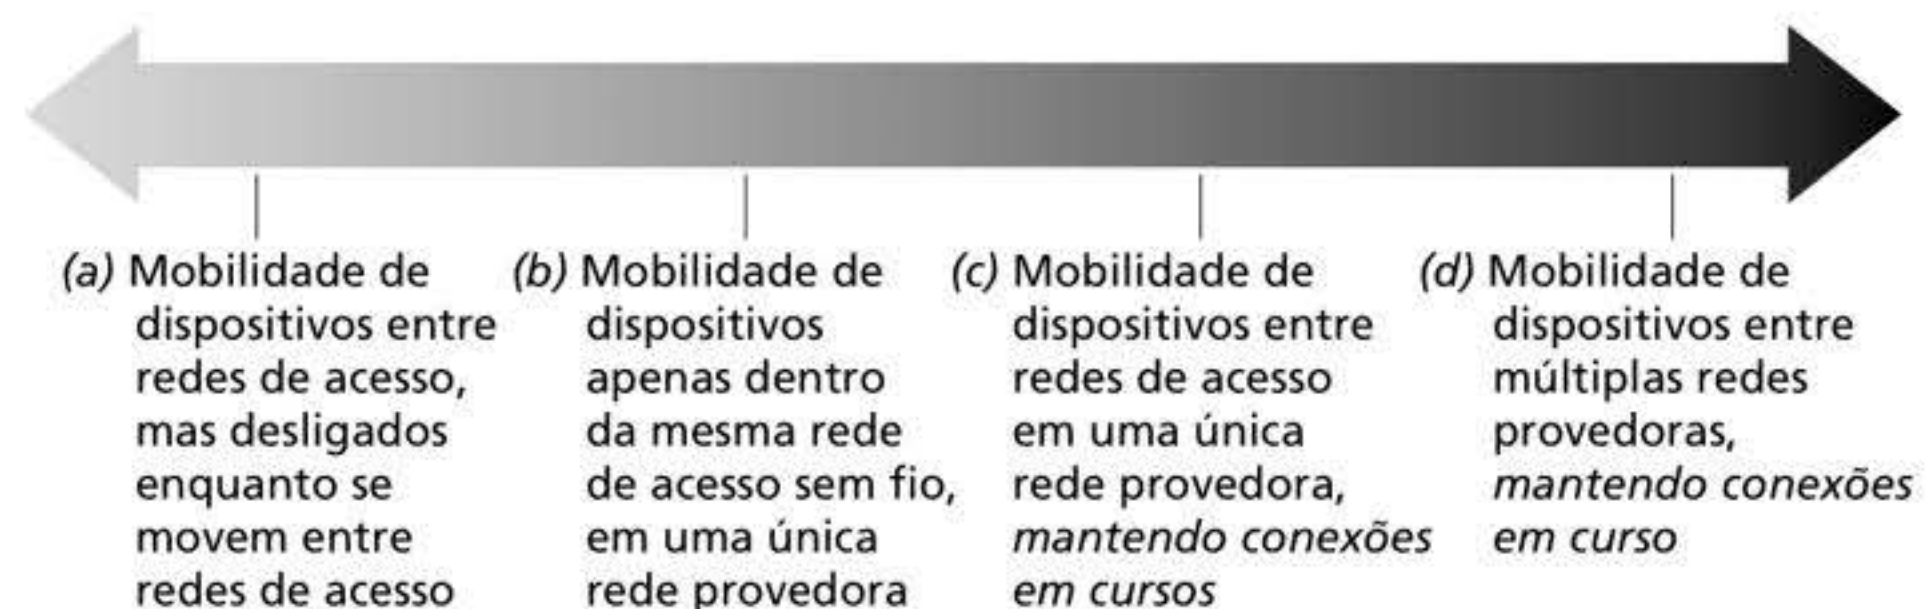 (a) Mobilidade de
dispositivos entre
redes de acesso,
mas desligados
enquanto se
movem entre
redes de acesso
(b) Mobilidade de
dispositivos
apenas dentro
da mesma rede
de acesso sem fio,
em uma única
rede provedora
(c) Mobilidade de
dispositivos entre
redes de acesso
em uma única
rede provedora,
mantendo conexões
em cursos
(d) Mobilidade de
dispositivos entre
múltiplas redes
provedoras,
mantendo conexões
em curso